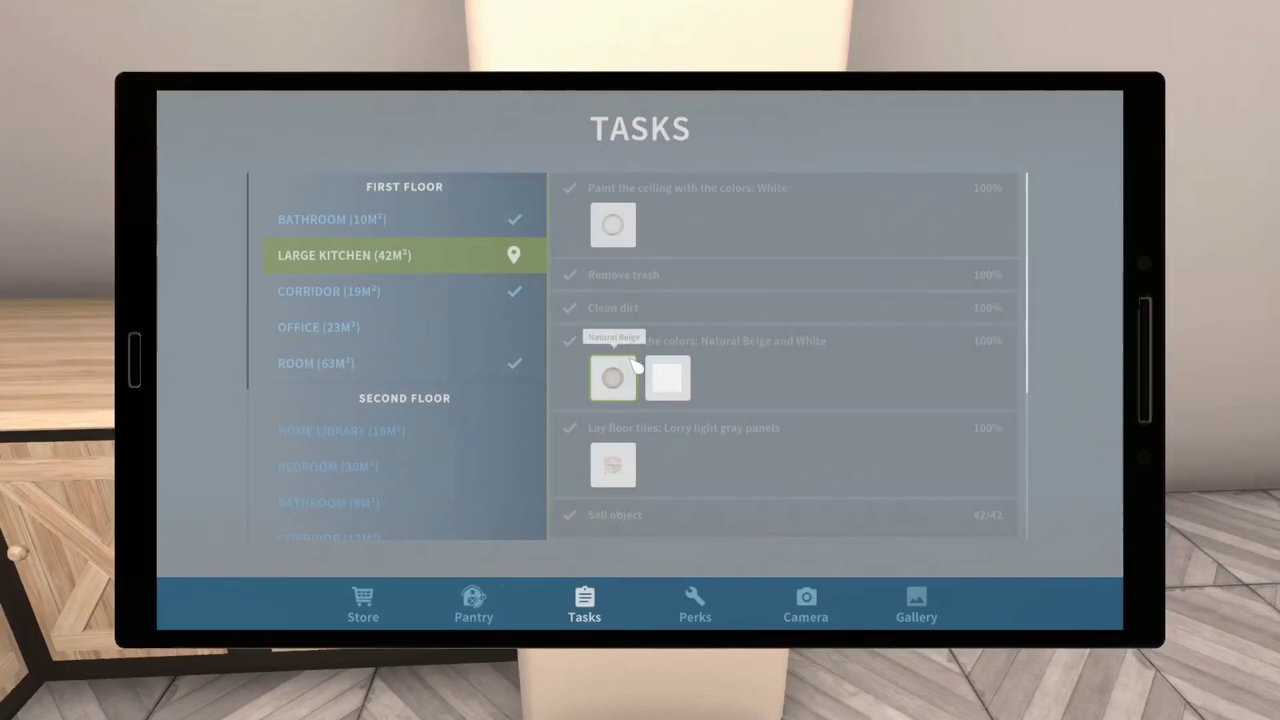 TASKS
FIRST FLOOR
BATHROOM (10M²)
LARGE KITCHEN (42M²)
CORRIDOR (19M²)
OFFICE (23M²)
ROOM (63M²)
SECOND FLOOR
HOME LIBRARY (16M²)
BEDROOM (30M²)
BATHROOM (8M²)
CORRIDOR (17M²)
Paint the ceiling with the colors: White 100%
Remove trash 100%
Clean dirt 100%
Natural Beige
the colors: Natural Beige and White 100%
Lay floor tiles: Lorry light gray panels 100%
Sell object 42/42
Store Pantry Tasks Perks Camera Gallery